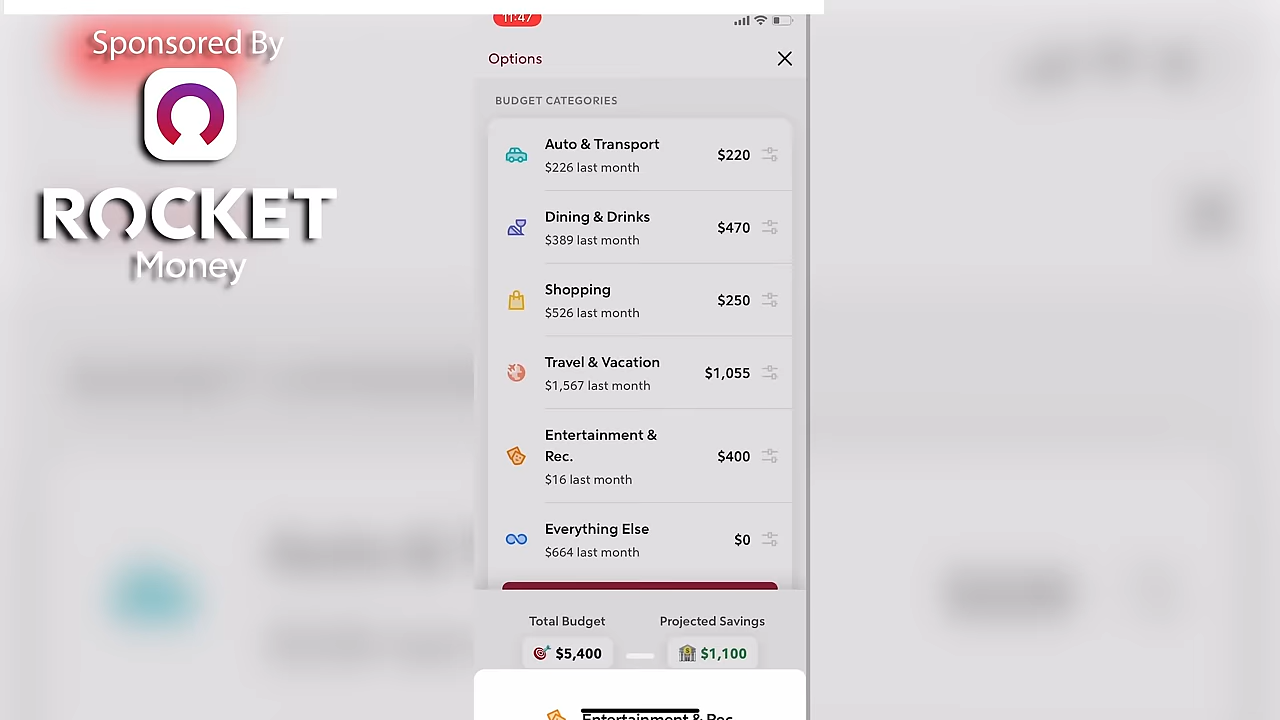 Sponsored By
ROCKET
Money
11:47
Options
BUDGET CATEGORIES
Auto & Transport
$226 last month
$220
Dining & Drinks
$389 last month
$470
Shopping
$526 last month
$250
Travel & Vacation
$1,567 last month
$1,055
Entertainment &
Rec.
$16 last month
$400
Everything Else
$664 last month
$0
Total Budget
Projected Savings
$5,400
$1,100
Entertainment & Rec.